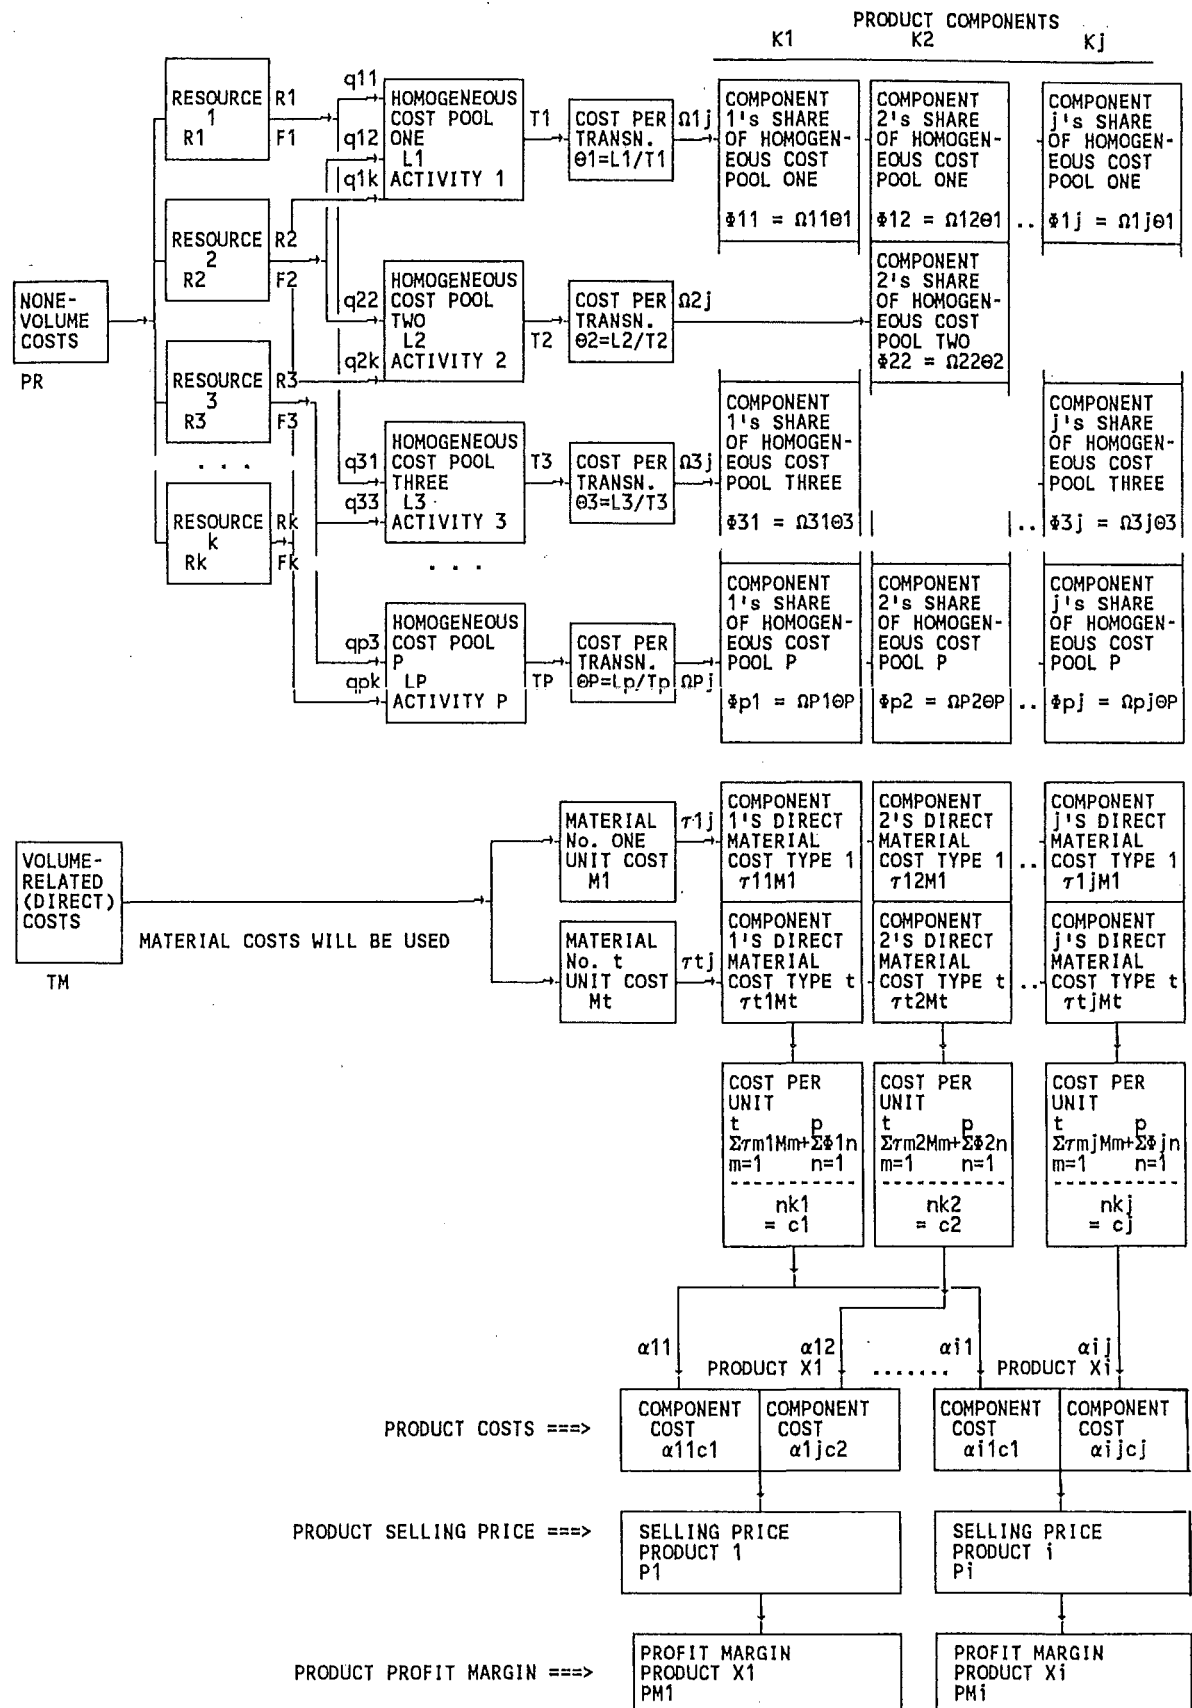 PRODUCT COMPONENTS
K1 K2 Kj
RESOURCE
1
R1
R1
F1
q11
q12
q1k
HOMOGENEOUS
COST POOL
ONE
L1
ACTIVITY 1
T1
COST PER
TRANSN.
Θ1=L1/T1
Ω1j
COMPONENT
1's SHARE
OF HOMOGEN-
EOUS COST
POOL ONE
Φ11 = Ω11Θ1
COMPONENT
2's SHARE
OF HOMOGEN-
EOUS COST
POOL ONE
Φ12 = Ω12Θ1
..
COMPONENT
j's SHARE
OF HOMOGEN-
EOUS COST
POOL ONE
Φ1j = Ω1jΘ1
NONE-
VOLUME
COSTS
PR
RESOURCE
2
R2
R2
F2
q22
q2k
HOMOGENEOUS
COST POOL
TWO
L2
ACTIVITY 2
T2
COST PER
TRANSN.
Θ2=L2/T2
Ω2j
COMPONENT
2's SHARE
OF HOMOGEN-
EOUS COST
POOL TWO
Φ22 = Ω22Θ2
RESOURCE
3
R3
R3
F3
. . .
q31
q33
HOMOGENEOUS
COST POOL
THREE
L3
ACTIVITY 3
. . .
T3
COST PER
TRANSN.
Θ3=L3/T3
Ω3j
COMPONENT
1's SHARE
OF HOMOGEN-
EOUS COST
POOL THREE
Φ31 = Ω31Θ3
..
COMPONENT
j's SHARE
OF HOMOGEN-
EOUS COST
POOL THREE
Φ3j = Ω3jΘ3
RESOURCE
k
Rk
Rk
Fk
qp3
qpk
HOMOGENEOUS
COST POOL
P
LP
ACTIVITY P
TP
COST PER
TRANSN.
ΘP=Lp/Tp
ΩPj
COMPONENT
1's SHARE
OF HOMOGEN-
EOUS COST
POOL P
Φp1 = ΩP1ΘP
COMPONENT
2's SHARE
OF HOMOGEN-
EOUS COST
POOL P
Φp2 = ΩP2ΘP
..
COMPONENT
j's SHARE
OF HOMOGEN-
EOUS COST
POOL P
Φpj = ΩpjΘP
VOLUME-
RELATED
(DIRECT)
COSTS
TM
MATERIAL COSTS WILL BE USED
MATERIAL
No. ONE
UNIT COST
M1
τ1j
COMPONENT
1'S DIRECT
MATERIAL
COST TYPE 1
τ11M1
COMPONENT
2'S DIRECT
MATERIAL
COST TYPE 1
τ12M1
..
COMPONENT
j'S DIRECT
MATERIAL
COST TYPE 1
τ1jM1
MATERIAL
No. t
UNIT COST
Mt
τtj
COMPONENT
1'S DIRECT
MATERIAL
COST TYPE t
τt1Mt
COMPONENT
2'S DIRECT
MATERIAL
COST TYPE t
τt2Mt
..
COMPONENT
j'S DIRECT
MATERIAL
COST TYPE t
τtjMt
COST PER
UNIT
t p
Στm1Mm+ΣΦ1n
m=1 n=1
-----------
nk1
= c1
COST PER
UNIT
t p
Στm2Mm+ΣΦ2n
m=1 n=1
-----------
nk2
= c2
COST PER
UNIT
t p
ΣτmjMm+ΣΦjn
m=1 n=1
-----------
nkj
= cj
α11 α12 αi1 αij
PRODUCT X1 ....... PRODUCT Xi
PRODUCT COSTS ===>
COMPONENT
COST
α11c1
COMPONENT
COST
α1jc2
COMPONENT
COST
αi1c1
COMPONENT
COST
αijcj
PRODUCT SELLING PRICE ===>
SELLING PRICE
PRODUCT 1
P1
SELLING PRICE
PRODUCT i
Pi
PRODUCT PROFIT MARGIN ===>
PROFIT MARGIN
PRODUCT X1
PM1
PROFIT MARGIN
PRODUCT Xi
PMi